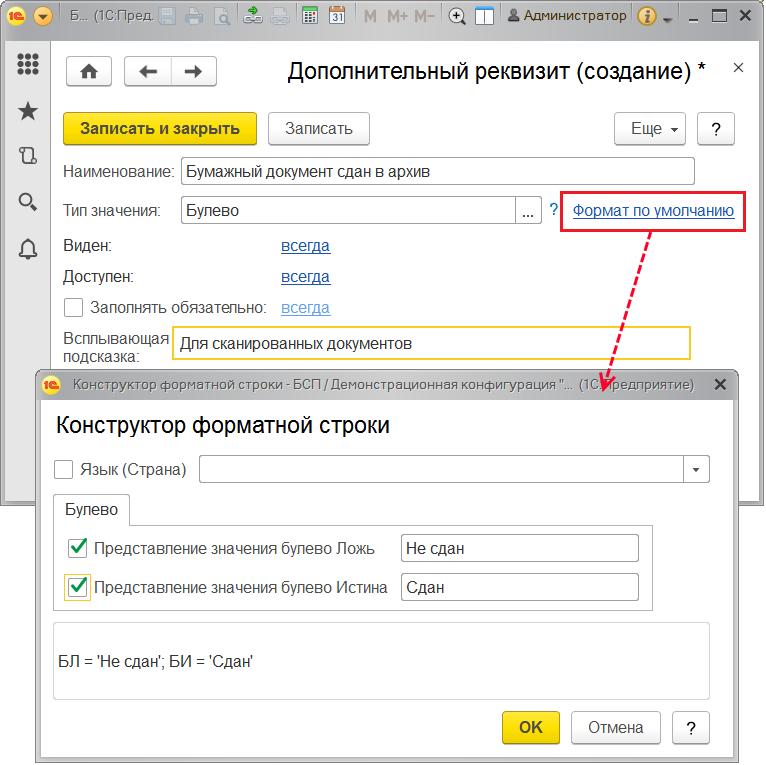 1С Б... (1С:Пред. 31 M M+ M− Администратор i
Дополнительный реквизит (создание) *
Записать и закрыть Записать Еще ?
Наименование: Бумажный документ сдан в архив
Тип значения: Булево ... ? Формат по умолчанию
Виден: всегда
Доступен: всегда
Заполнять обязательно: всегда
Всплывающая
подсказка:
Для сканированных документов
1С Конструктор форматной строки - БСП / Демонстрационная конфигурация "... (1С:Предприятие)
Конструктор форматной строки
Язык (Страна)
Булево
Представление значения булево Ложь Не сдан
Представление значения булево Истина Сдан
БЛ = 'Не сдан'; БИ = 'Сдан'
OK Отмена ?